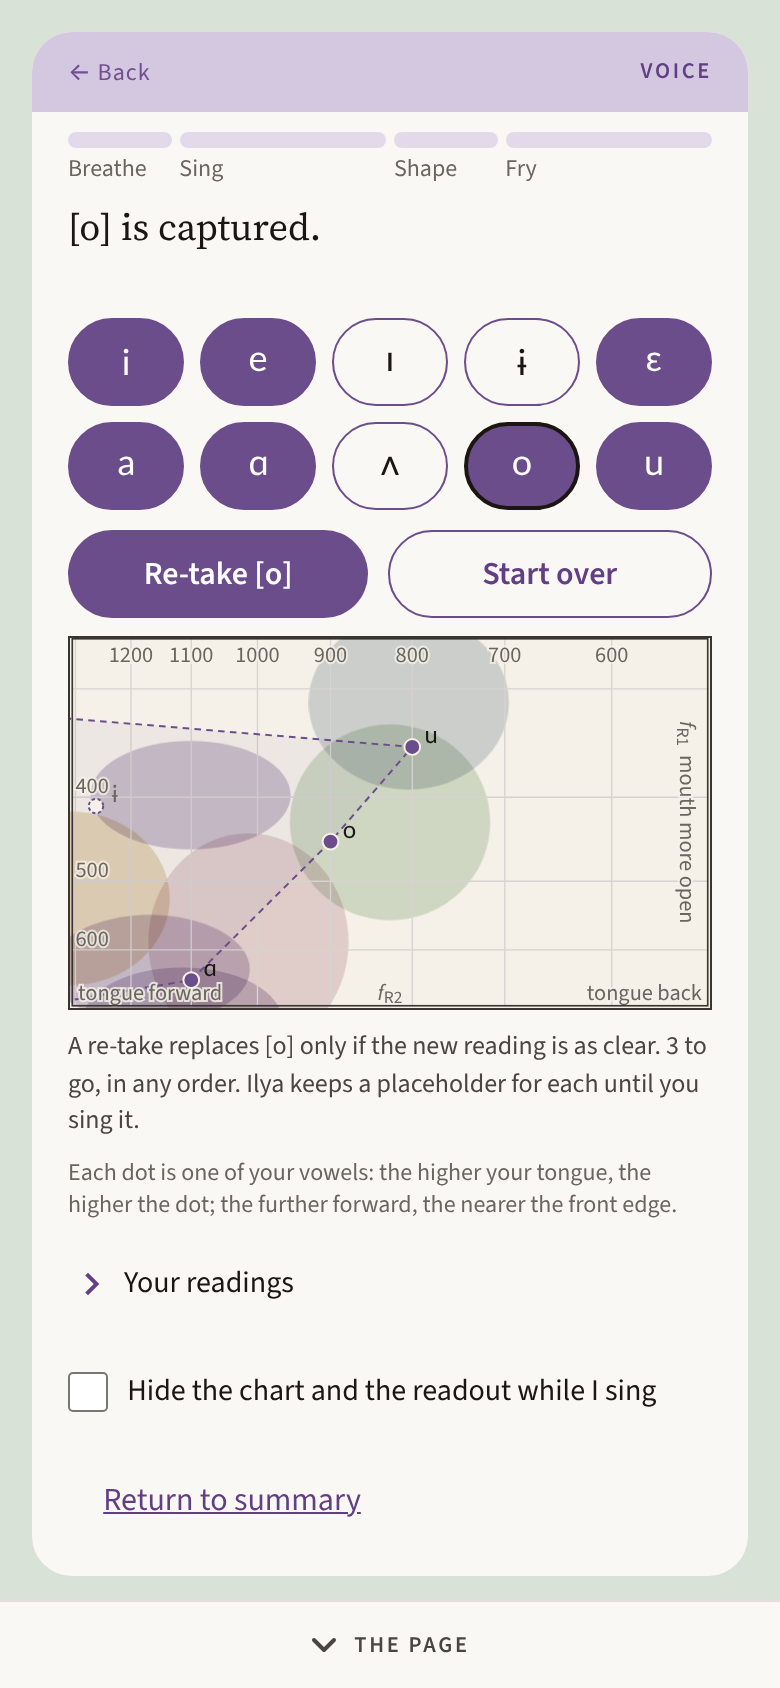 ← Back
VOICE
Breathe Sing Shape Fry
[o] is captured.
i e ɪ ɨ ɛ
a ɑ ʌ o u
Re-take [o] Start over
1200 1100 1000 900 800 700 600
u
400 ɨ
o
500
600
ɑ
tongue forward fR2 tongue back
fR1 mouth more open
A re-take replaces [o] only if the new reading is as clear. 3 to
go, in any order. Ilya keeps a placeholder for each until you
sing it.
Each dot is one of your vowels: the higher your tongue, the
higher the dot; the further forward, the nearer the front edge.
Your readings
Hide the chart and the readout while I sing
Return to summary
THE PAGE